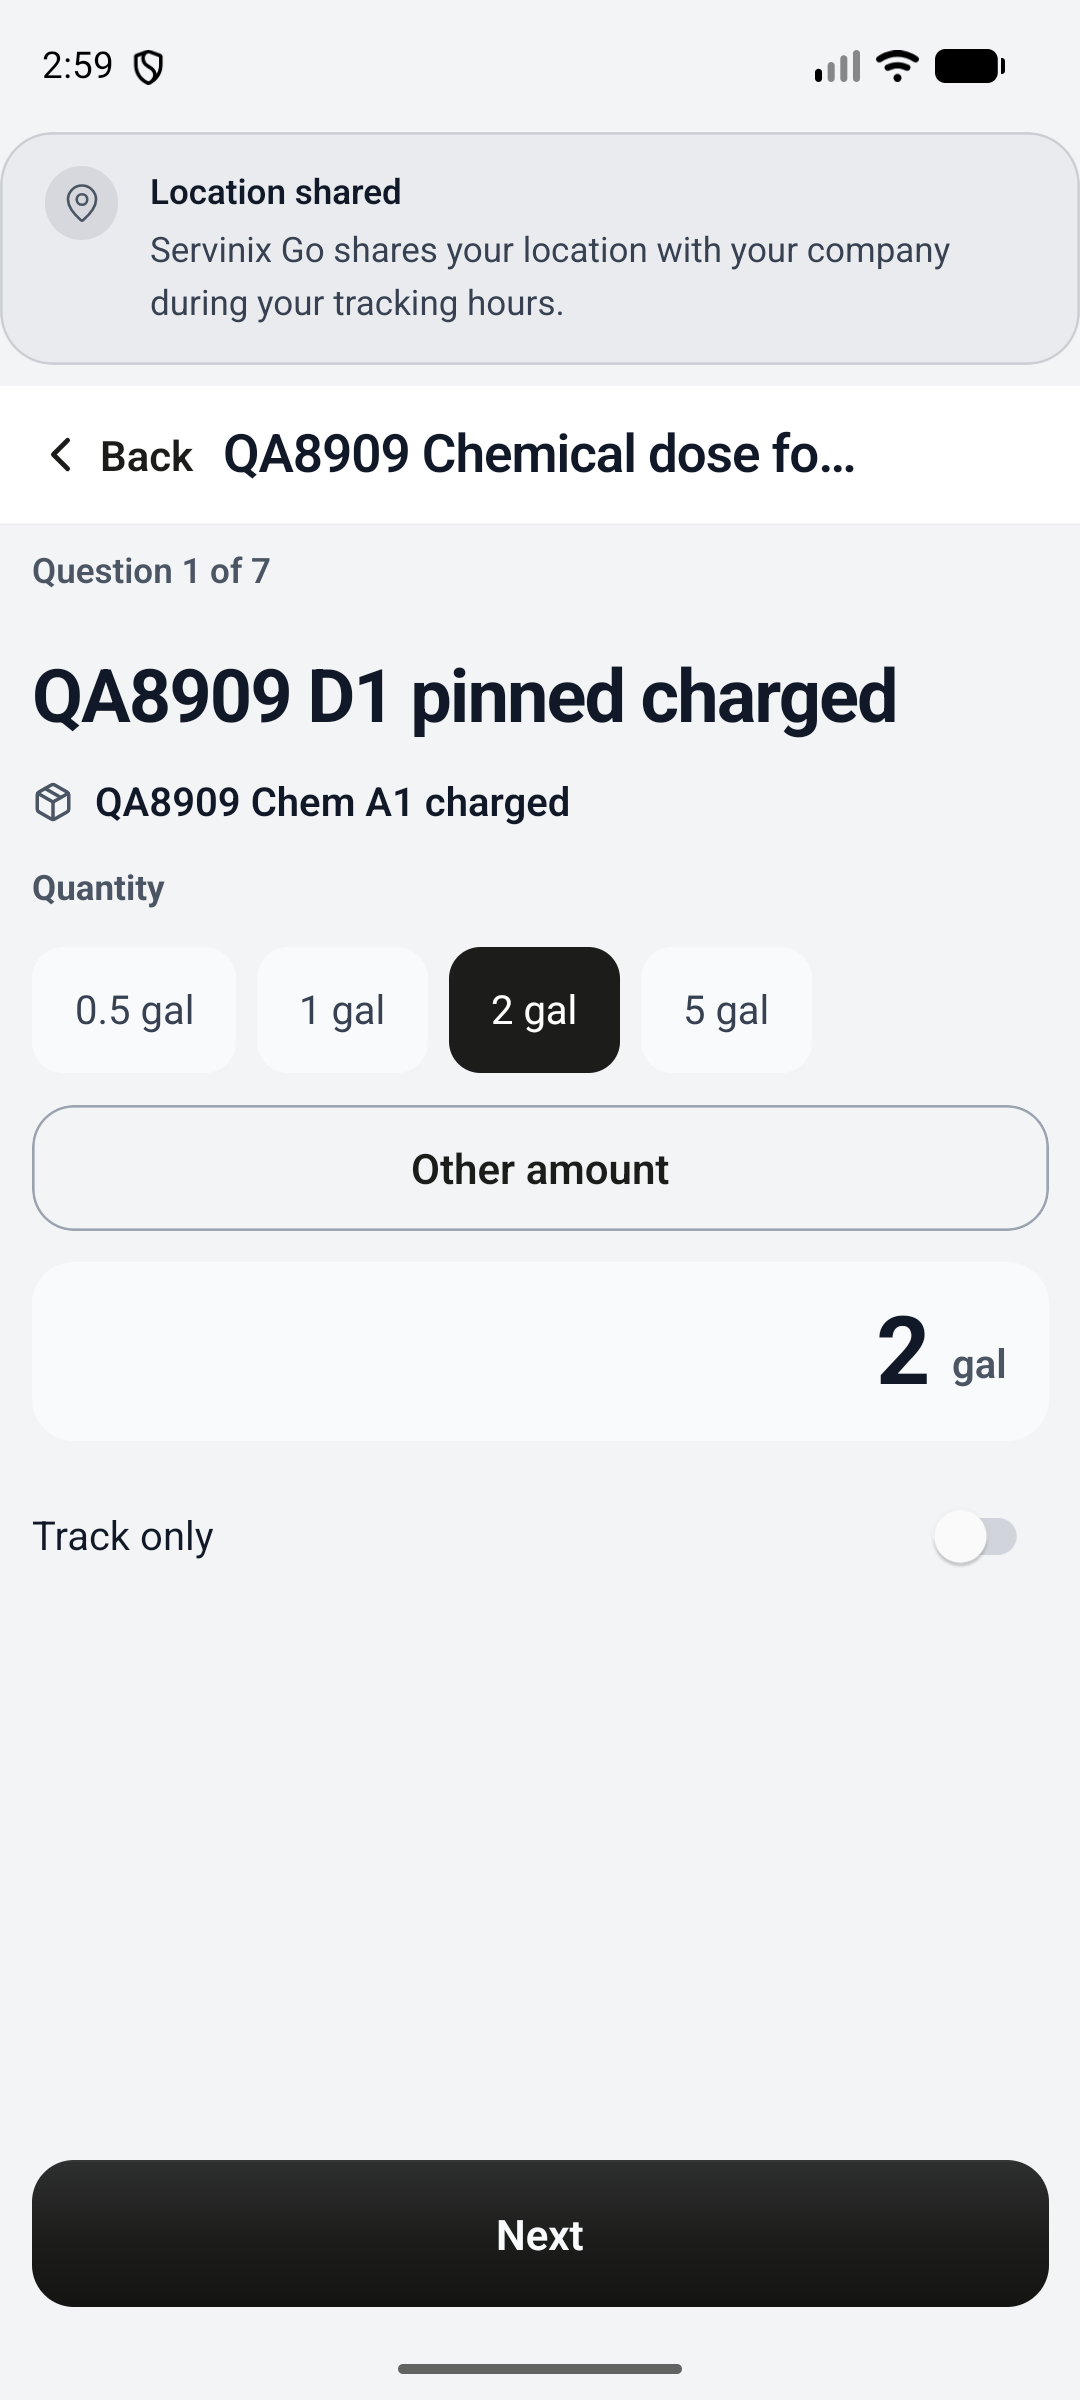 2:59
Location shared
Servinix Go shares your location with your company
during your tracking hours.
Back QA8909 Chemical dose fo...
Question 1 of 7
QA8909 D1 pinned charged
QA8909 Chem A1 charged
Quantity
0.5 gal 1 gal 2 gal 5 gal
Other amount
2 gal
Track only
Next